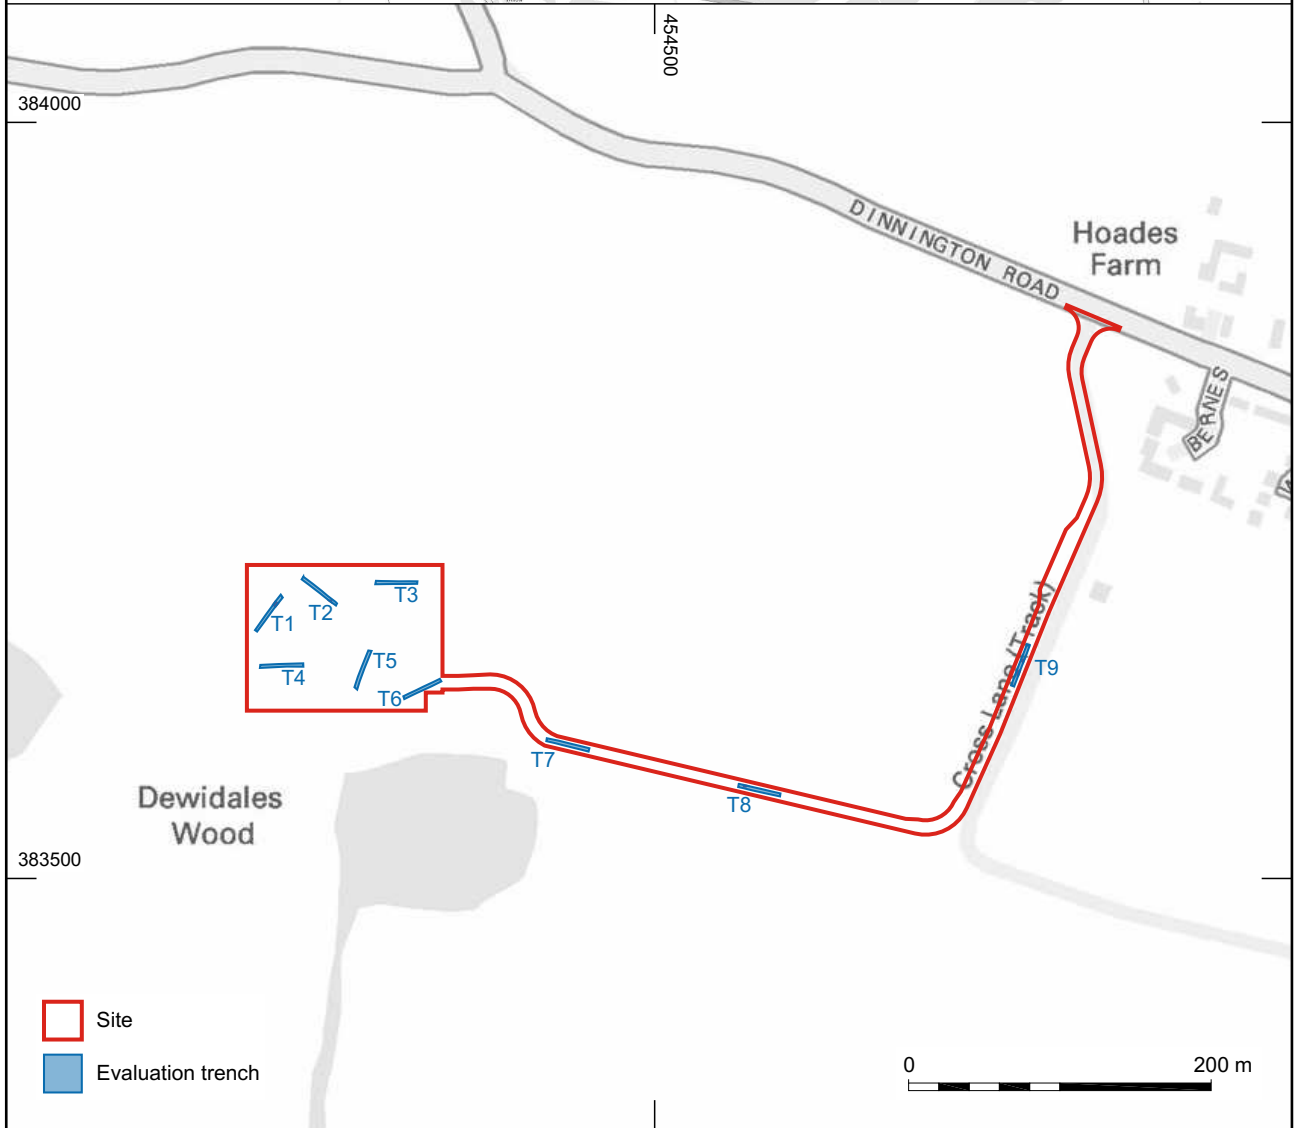 454500
384000
DINNINGTON ROAD
Hoades
Farm
BERNES
T1
T2
T3
T4
T5
T6
T7
T8
T9
Cross Lane (Track)
Dewidales
Wood
383500
Site
Evaluation trench
0
200 m